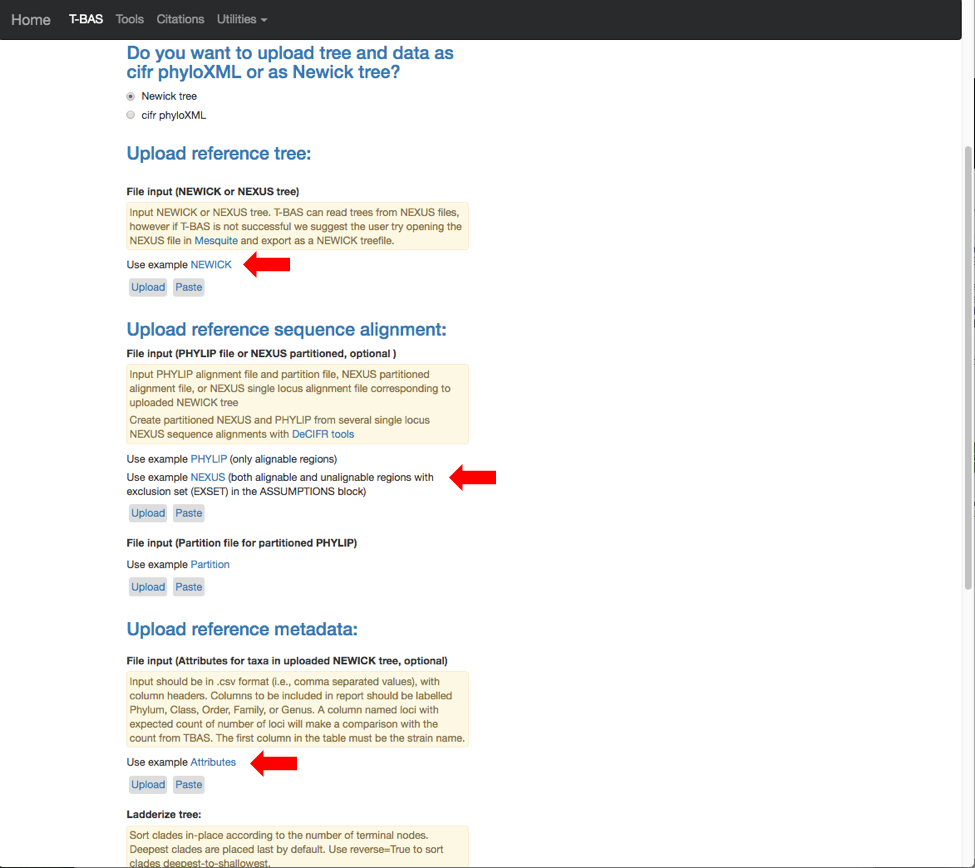 Home T-BAS Tools Citations Utilities
Do you want to upload tree and data as
cifr phyloXML or as Newick tree?
Newick tree
cifr phyloXML
Upload reference tree:
File input (NEWICK or NEXUS tree)
Input NEWICK or NEXUS tree. T-BAS can read trees from NEXUS files,
however if T-BAS is not successful we suggest the user try opening the
NEXUS file in Mesquite and export as a NEWICK treefile.
Use example NEWICK
Upload Paste
Upload reference sequence alignment:
File input (PHYLIP file or NEXUS partitioned, optional )
Input PHYLIP alignment file and partition file, NEXUS partitioned
alignment file, or NEXUS single locus alignment file corresponding to
uploaded NEWICK tree
Create partitioned NEXUS and PHYLIP from several single locus
NEXUS sequence alignments with DeCIFR tools
Use example PHYLIP (only alignable regions)
Use example NEXUS (both alignable and unalignable regions with
exclusion set (EXSET) in the ASSUMPTIONS block)
Upload Paste
File input (Partition file for partitioned PHYLIP)
Use example Partition
Upload Paste
Upload reference metadata:
File input (Attributes for taxa in uploaded NEWICK tree, optional)
Input should be in .csv format (i.e., comma separated values), with
column headers. Columns to be included in report should be labelled
Phylum, Class, Order, Family, or Genus. A column named loci with
expected count of number of loci will make a comparison with the
count from TBAS. The first column in the table must be the strain name.
Use example Attributes
Upload Paste
Ladderize tree:
Sort clades in-place according to the number of terminal nodes.
Deepest clades are placed last by default. Use reverse=True to sort
clades deepest-to-shallowest.